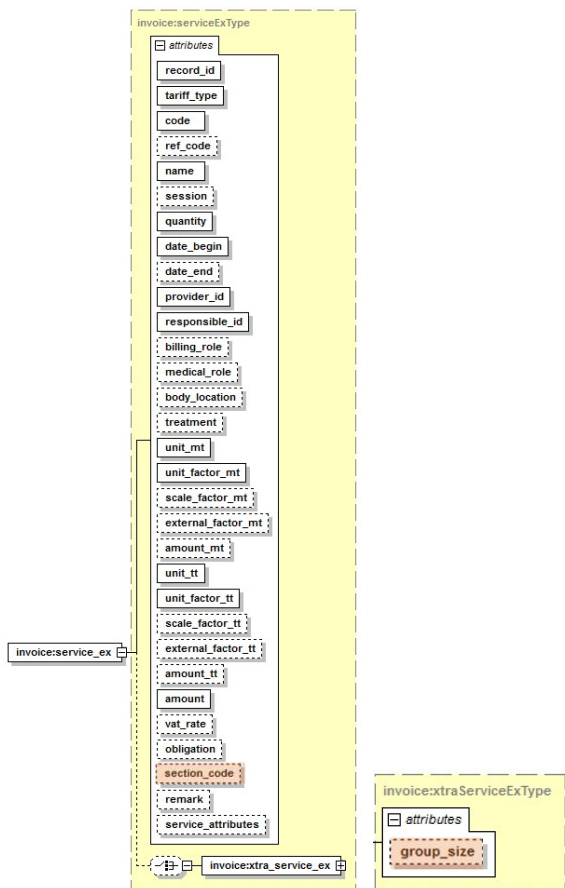 invoice:serviceExType
attributes
record_id
tariff_type
code
ref_code
name
session
quantity
date_begin
date_end
provider_id
responsible_id
billing_role
medical_role
body_location
treatment
unit_mt
unit_factor_mt
scale_factor_mt
external_factor_mt
amount_mt
unit_tt
unit_factor_tt
scale_factor_tt
external_factor_tt
amount_tt
amount
vat_rate
obligation
section_code
remark
service_attributes
invoice:service_ex
invoice:xtra_service_ex
invoice:xtraServiceExType
attributes
group_size